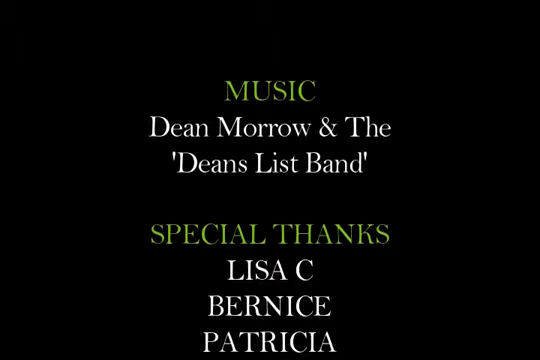 MUSIC
Dean Morrow & The
'Deans List Band'
SPECIAL THANKS
LISA C
BERNICE
PATRICIA